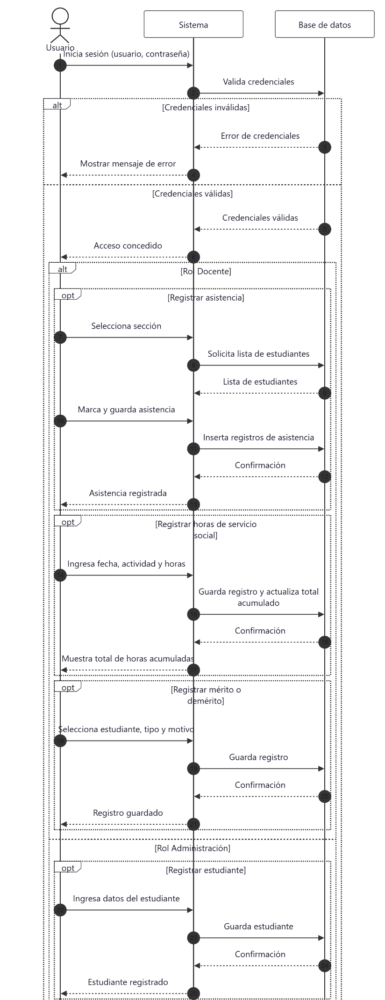 Usuario
Sistema
Base de datos
Inicia sesión (usuario, contraseña)
1
Valida credenciales
2
alt
[Credenciales inválidas]
Error de credenciales
3
Mostrar mensaje de error
4
[Credenciales válidas]
Credenciales válidas
5
Acceso concedido
6
alt
[Rol Docente]
opt
[Registrar asistencia]
Selecciona sección
7
Solicita lista de estudiantes
8
Lista de estudiantes
9
Marca y guarda asistencia
10
Inserta registros de asistencia
11
Confirmación
12
Asistencia registrada
13
opt
[Registrar horas de servicio
social]
Ingresa fecha, actividad y horas
14
Guarda registro y actualiza total
acumulado
15
Confirmación
16
Muestra total de horas acumuladas
17
opt
[Registrar mérito o
demérito]
Selecciona estudiante, tipo y motivo
18
Guarda registro
19
Confirmación
20
Registro guardado
21
[Rol Administración]
opt
[Registrar estudiante]
Ingresa datos del estudiante
22
Guarda estudiante
23
Confirmación
24
Estudiante registrado
25